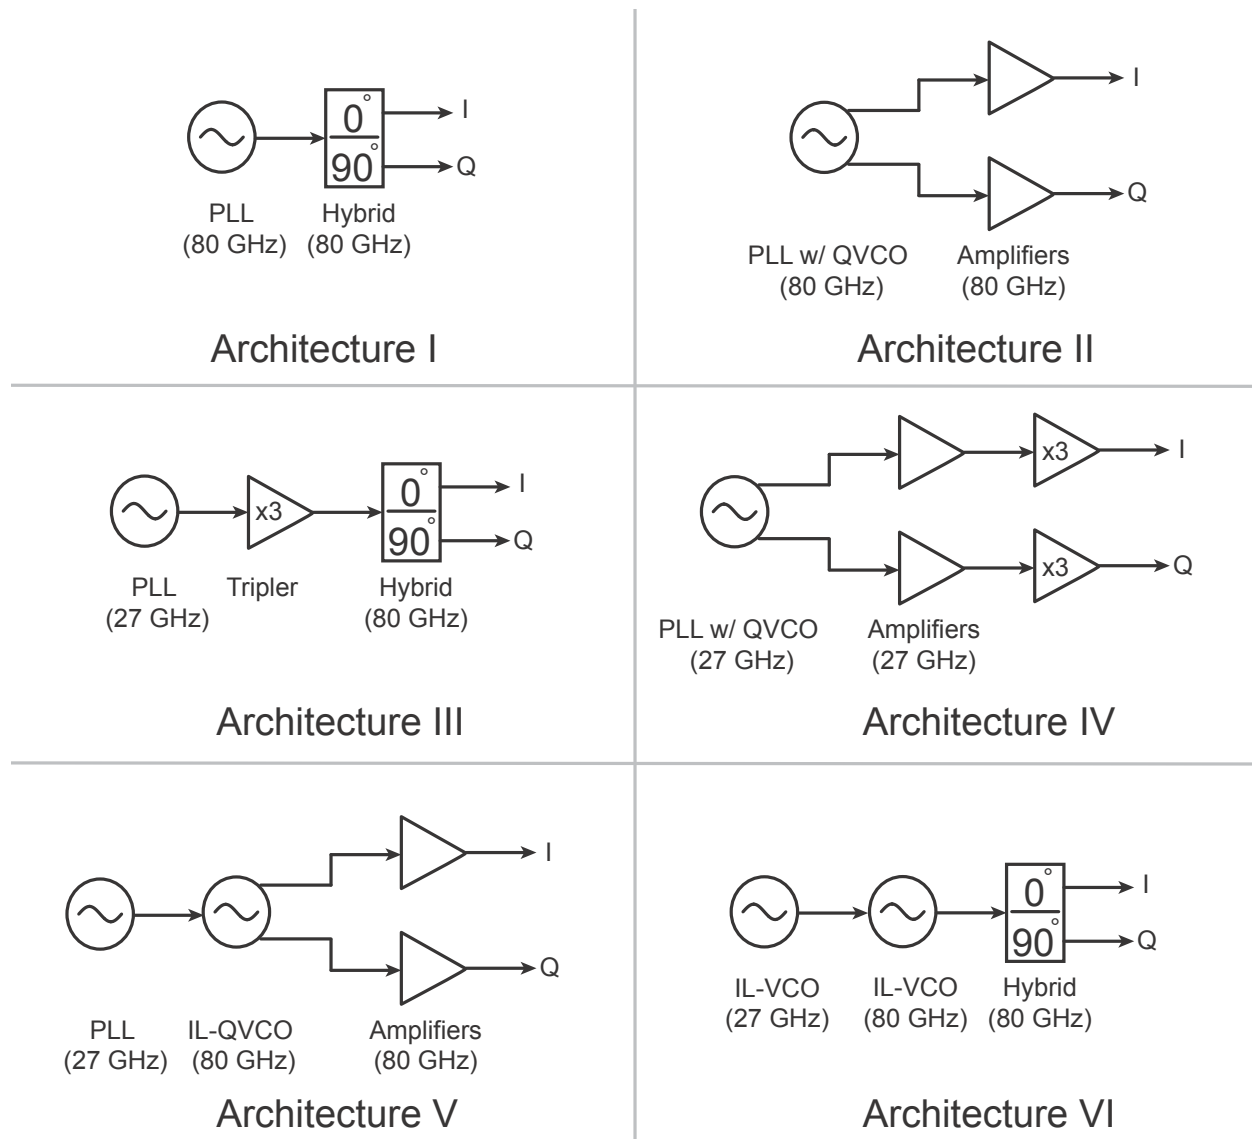 0°
90°
I
Q
PLL
(80 GHz)
Hybrid
(80 GHz)
Architecture I
I
Q
PLL w/ QVCO
(80 GHz)
Amplifiers
(80 GHz)
Architecture II
x3
0°
90°
I
Q
PLL
(27 GHz)
Tripler
Hybrid
(80 GHz)
Architecture III
x3
I
x3
Q
PLL w/ QVCO
(27 GHz)
Amplifiers
(27 GHz)
Architecture IV
I
Q
PLL
(27 GHz)
IL-QVCO
(80 GHz)
Amplifiers
(80 GHz)
Architecture V
0°
90°
I
Q
IL-VCO
(27 GHz)
IL-VCO
(80 GHz)
Hybrid
(80 GHz)
Architecture VI